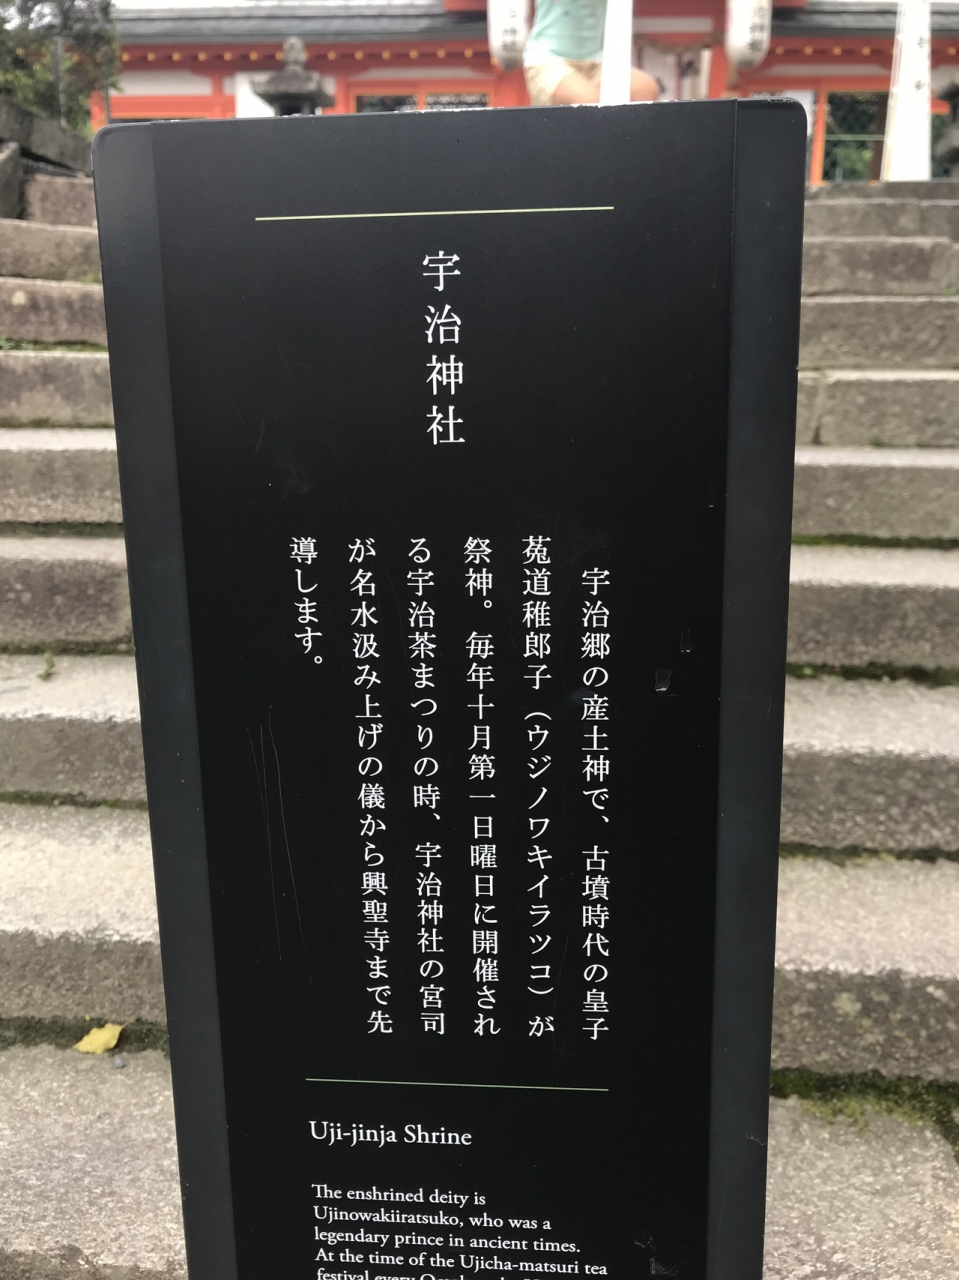 宇治神社
宇治郷の産土神で、古墳時代の皇子
菟道稚郎子（ウジノワキイラツコ）が
祭神。毎年十月第一日曜日に開催され
る宇治茶まつりの時、宇治神社の宮司
が名水汲み上げの儀から興聖寺まで先
導します。
Uji-jinja Shrine
The enshrined deity is
Ujinowakiiratsuko, who was a
legendary prince in ancient times.
At the time of the Ujicha-matsuri tea
festival every